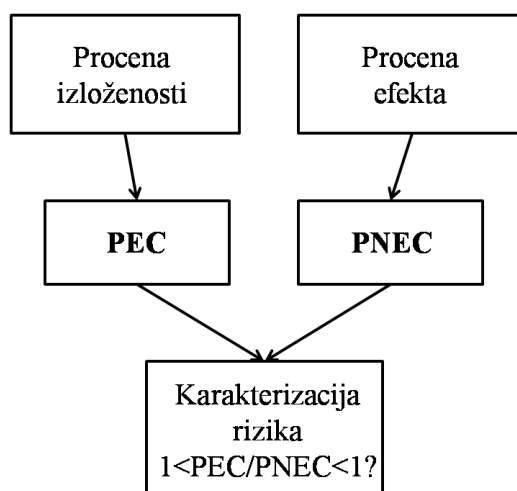 Procena
izloženosti
Procena
efekta
PEC
PNEC
Karakterizacija
rizika
1<PEC/PNEC<1?